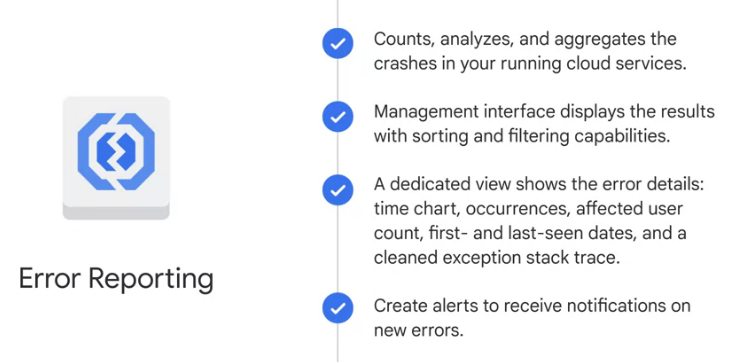 Error Reporting
Counts, analyzes, and aggregates the
crashes in your running cloud services.
Management interface displays the results
with sorting and filtering capabilities.
A dedicated view shows the error details:
time chart, occurrences, affected user
count, first- and last-seen dates, and a
cleaned exception stack trace.
Create alerts to receive notifications on
new errors.